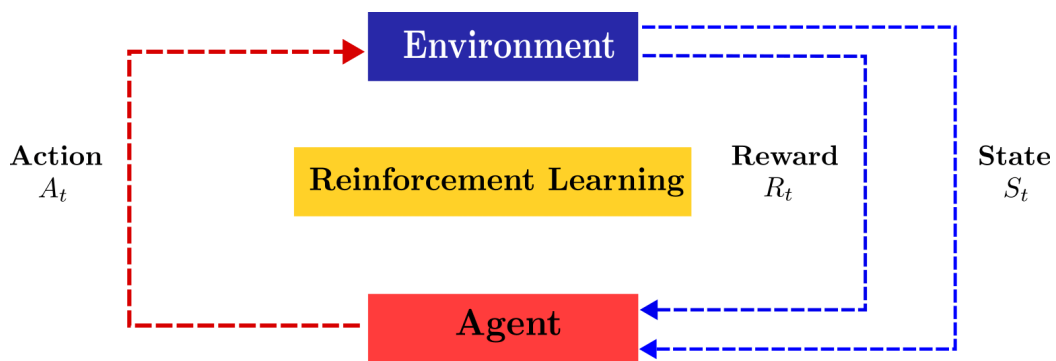 Environment
Action
A_t
Reinforcement Learning
Reward
R_t
State
S_t
Agent